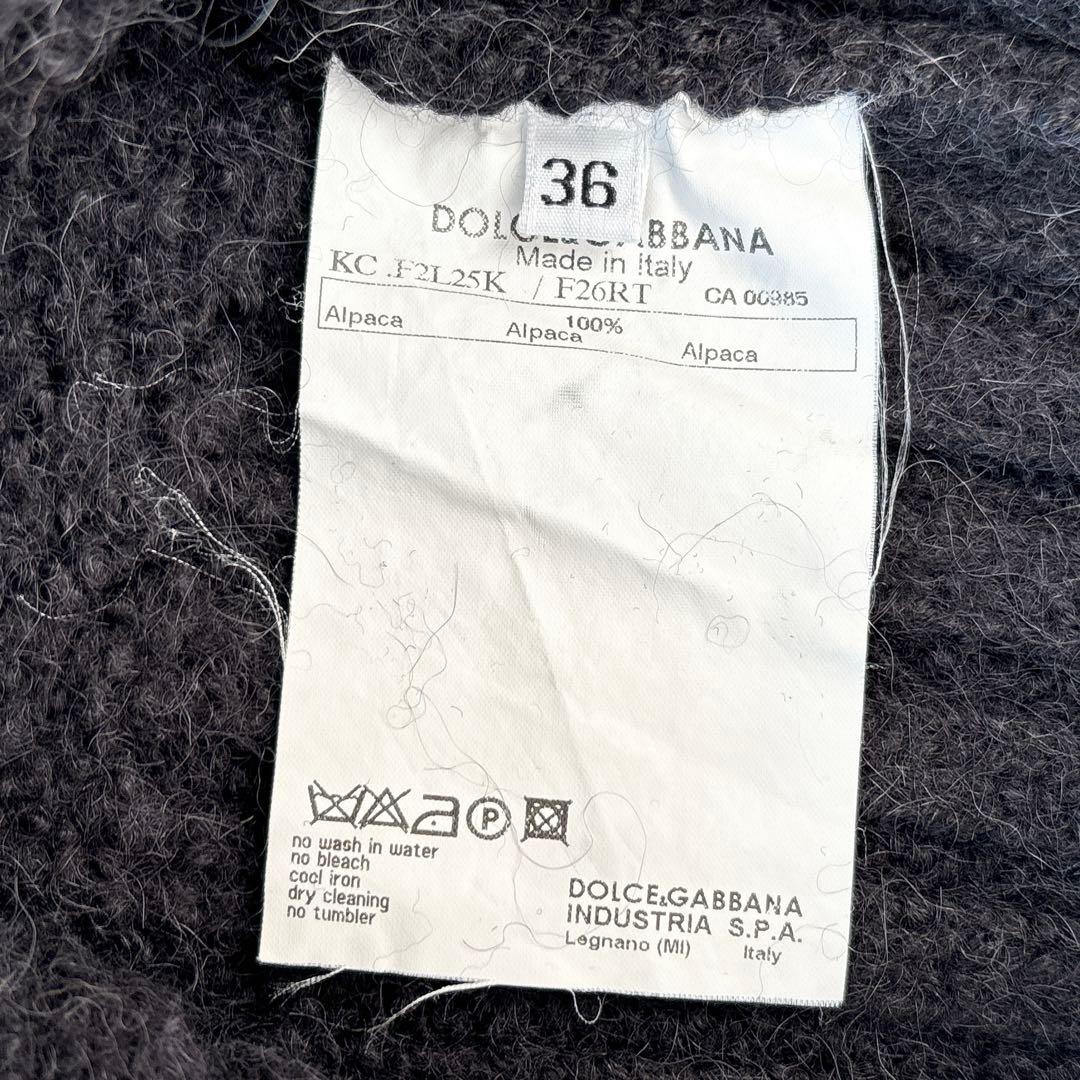 36
DOLCE&GABBANA
Made in Italy
KC .F2L25K / F26RT CA 00985
100%
Alpaca Alpaca Alpaca
P
no wash in water
no bleach
cool iron
dry cleaning
no tumbler
DOLCE&GABBANA
INDUSTRIA S.P.A.
Legnano (MI) Italy